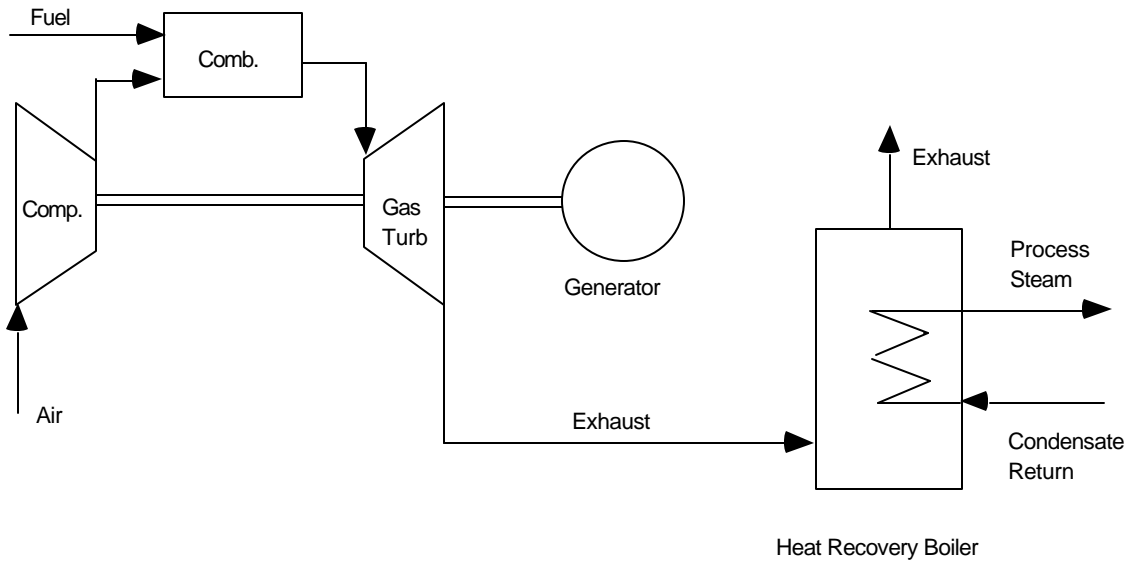 Fuel
Comb.
Exhaust
Comp.
Gas
Turb
Process
Steam
Generator
Air
Exhaust
Condensate
Return
Heat Recovery Boiler